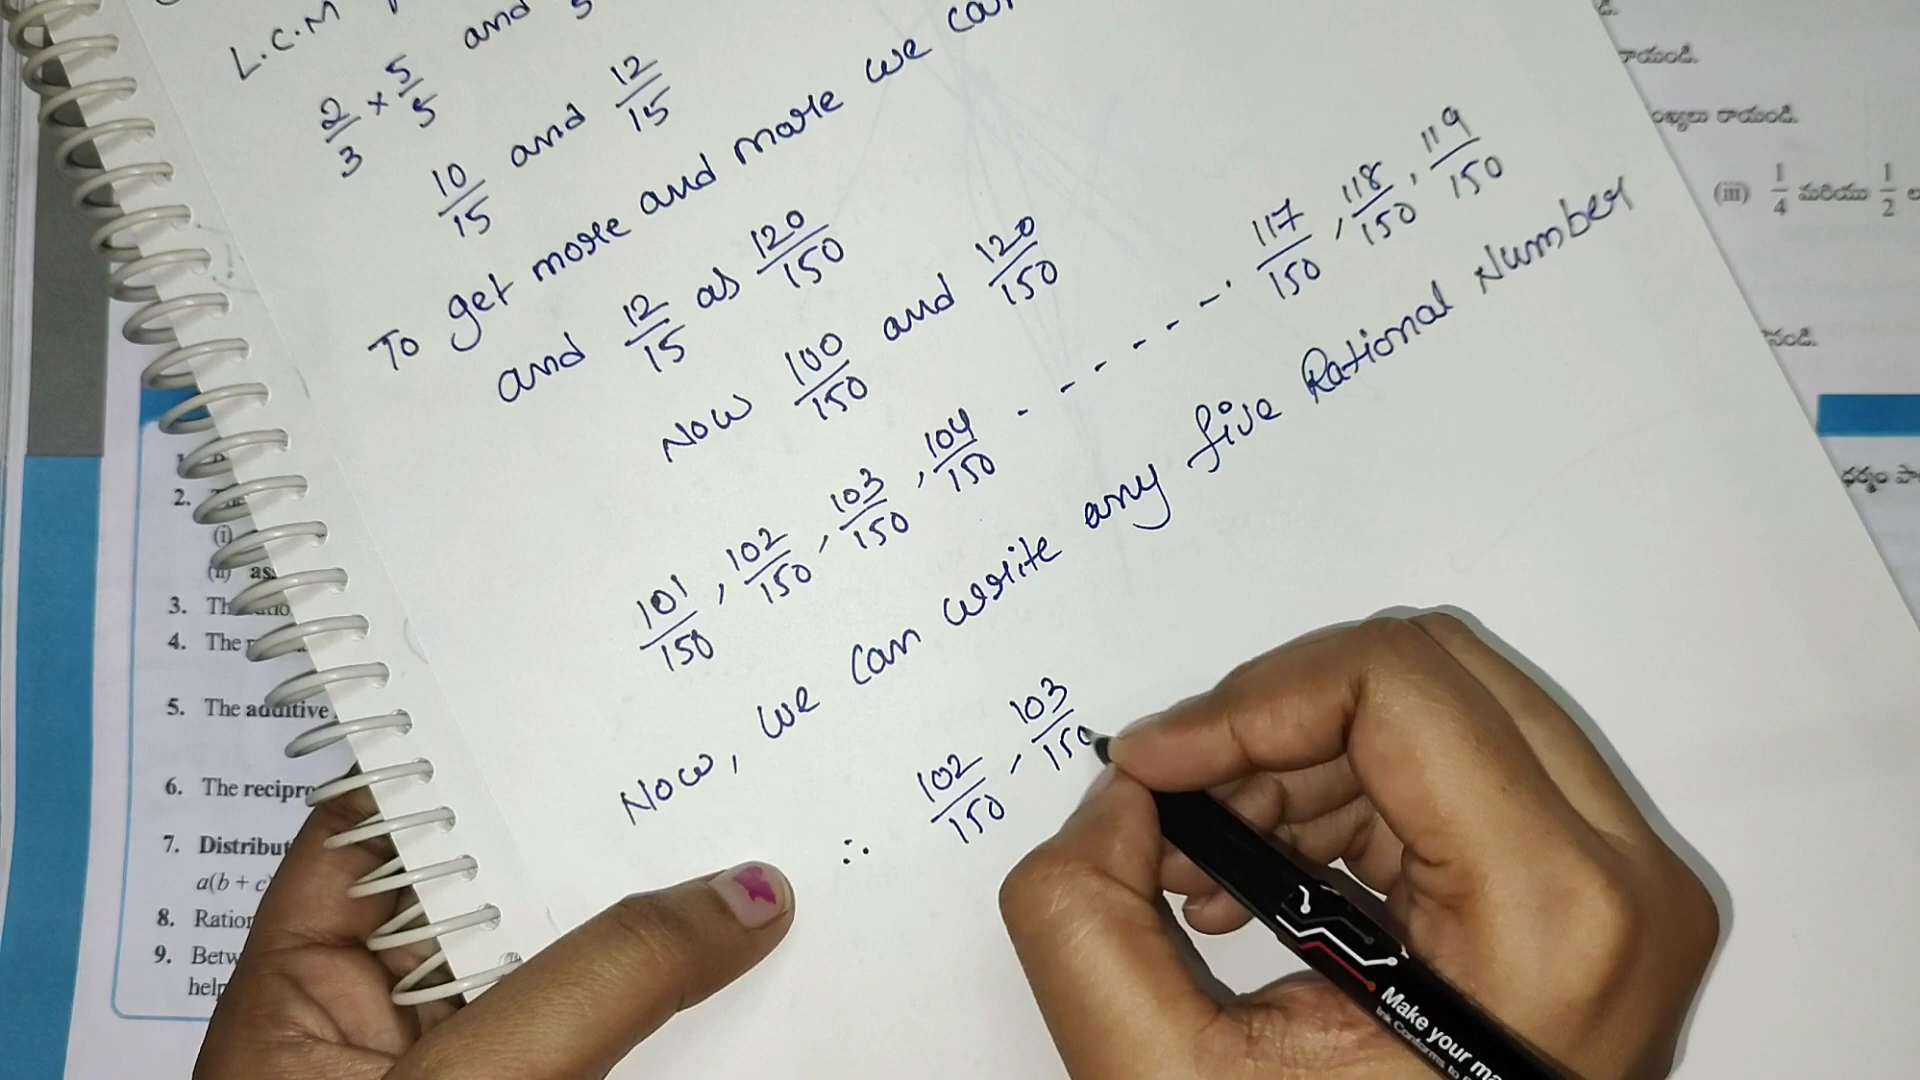 L.C.M
2/3 × 5/5 and
10/15 and 12/15
To get more and more we can
and 12/15 as 120/150
Now 100/150 and 120/150
101/150, 102/150, 103/150, 104/150 - - - - - - - 117/150, 118/150, 119/150
Now, we can write any five Rational Number
∴ 102/150, 103/150
2.
(i)
(ii) as
3.
4. The
5. The additive
6. The recipro
7. Distribut
a(b + c
8. Ration
9. Betw
help
రాయండి.
రాయండి.
(iii) 1/4 మరియు 1/2
Make your ma